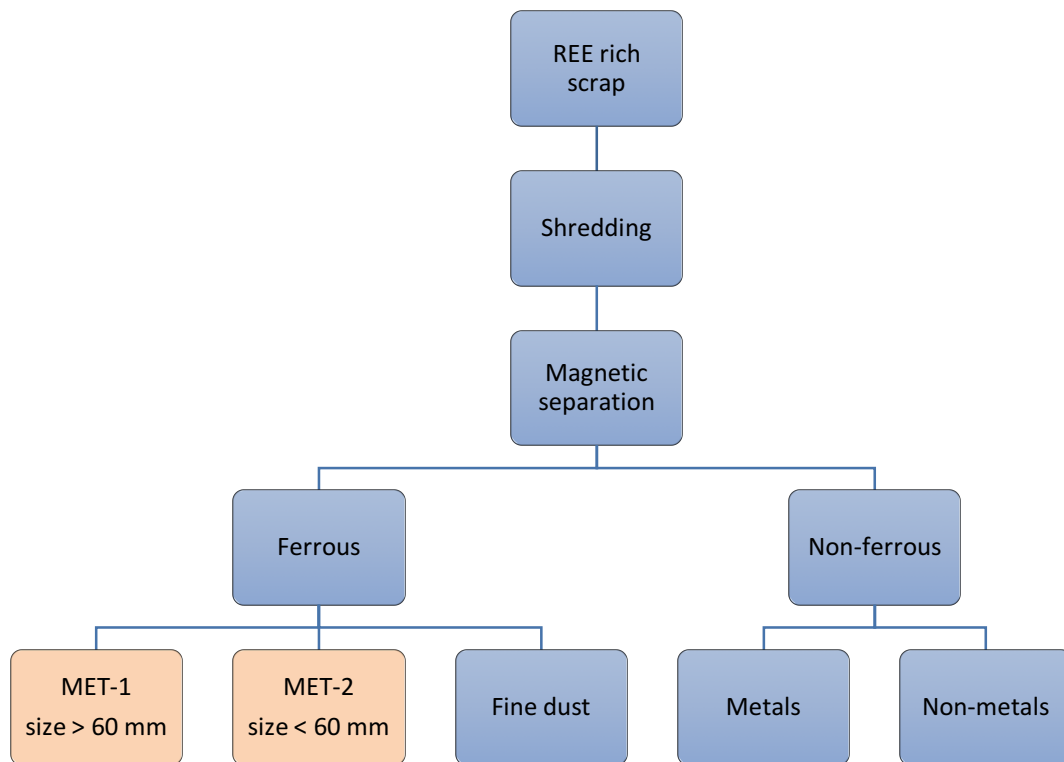 REE rich
scrap
Shredding
Magnetic
separation
Ferrous
Non-ferrous
MET-1
size > 60 mm
MET-2
size < 60 mm
Fine dust
Metals
Non-metals